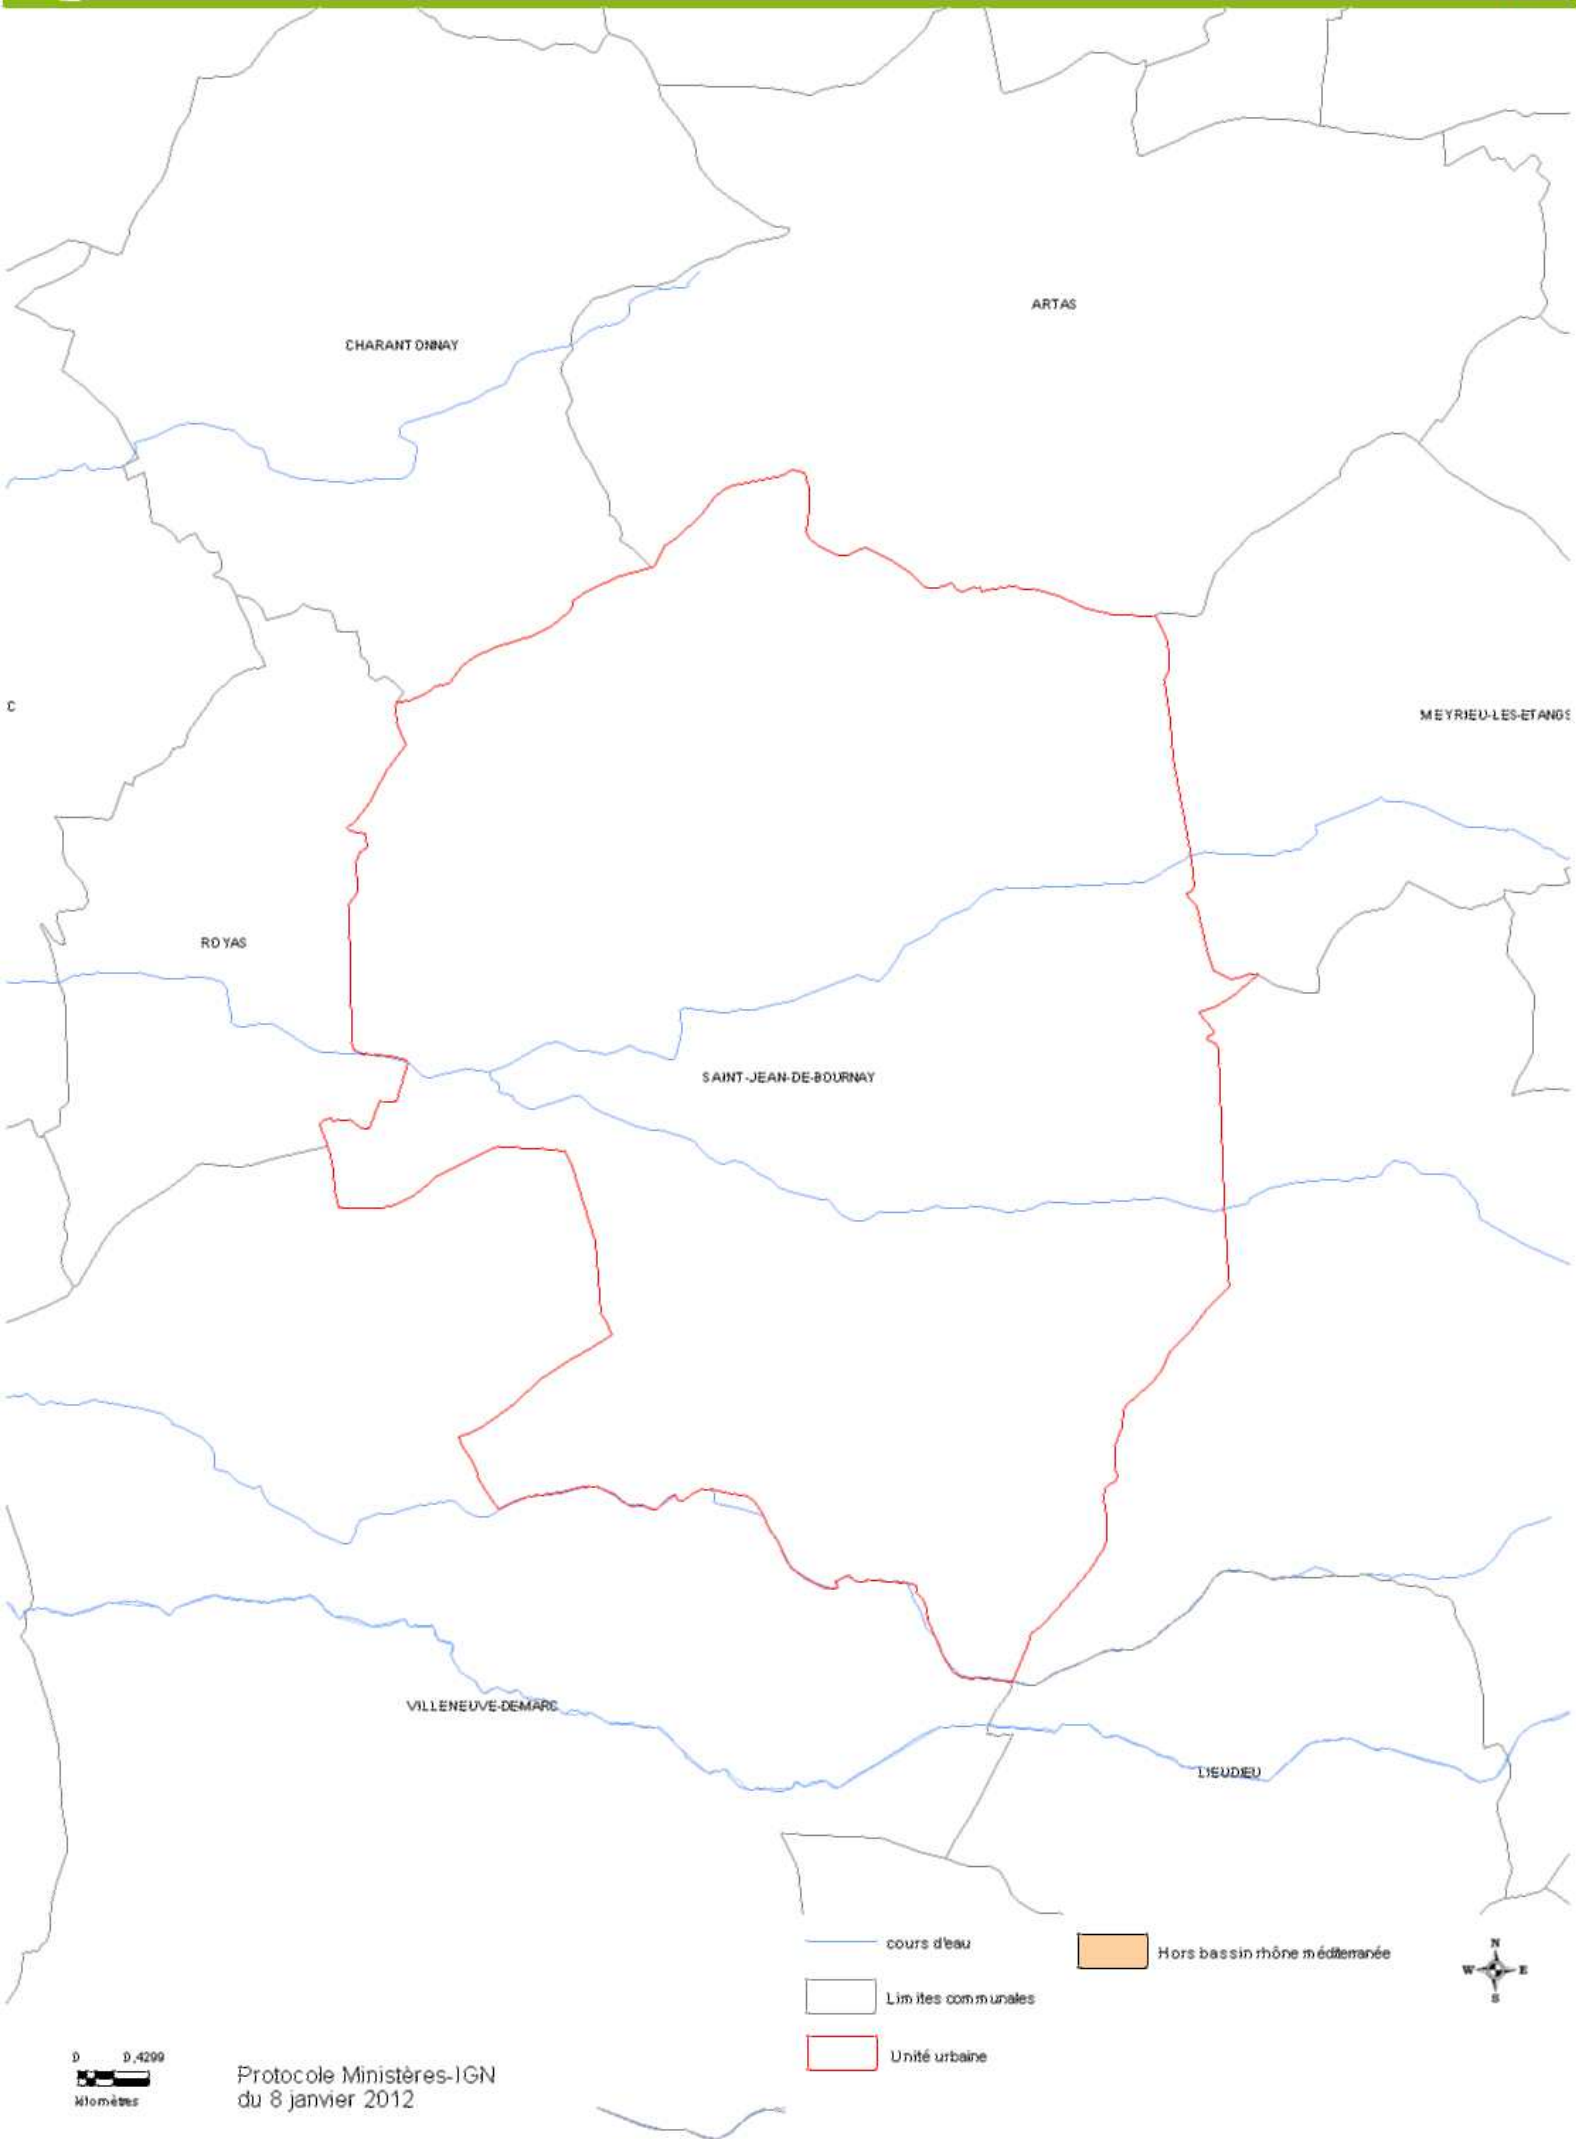 ARTAS
CHARANTONNAY
C
MEYRIEU-LES-ETANGS
ROYAS
SAINT-JEAN-DE-BOURNAY
VILLENEUVE-DE-MARC
LIEUDIEU
cours d'eau
Hors bassin rhône méditerranée
Limites communales
Unité urbaine
N
W E
S
0 0,4299
kilomètres
Protocole Ministères-IGN
du 8 janvier 2012